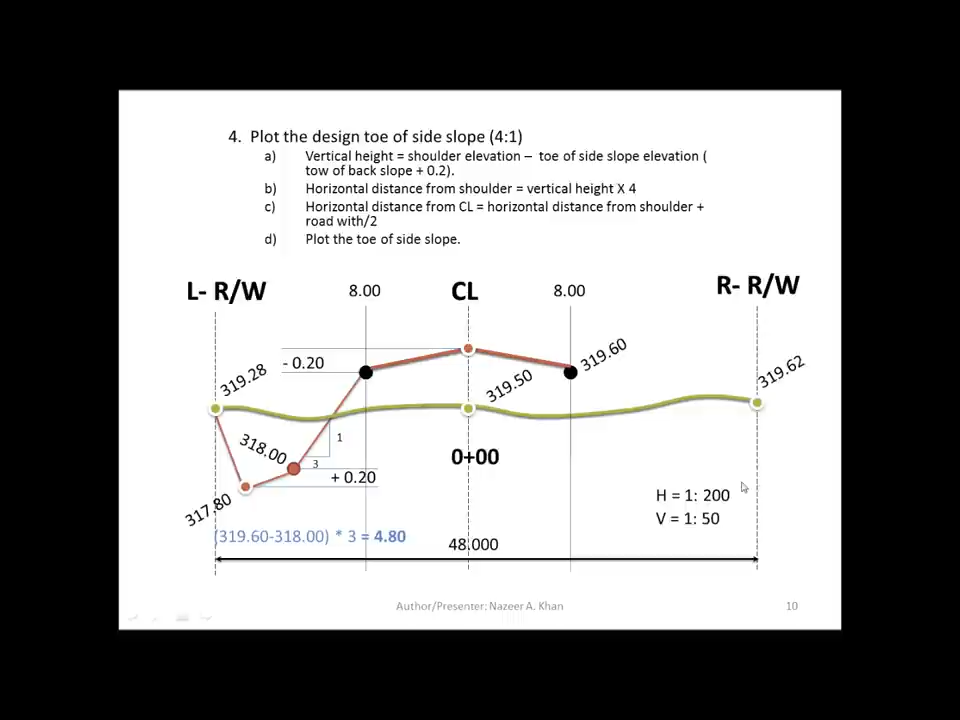 4. Plot the design toe of side slope (4:1)
a) Vertical height = shoulder elevation – toe of side slope elevation (
tow of back slope + 0.2).
b) Horizontal distance from shoulder = vertical height X 4
c) Horizontal distance from CL = horizontal distance from shoulder +
road with/2
d) Plot the toe of side slope.
L- R/W
8.00
CL
8.00
R- R/W
- 0.20
319.60
319.28
319.50
319.62
318.00
1
3
0+00
+ 0.20
317.80
H = 1: 200
V = 1: 50
(319.60-318.00) * 3 = 4.80
48.000
Author/Presenter: Nazeer A. Khan
10